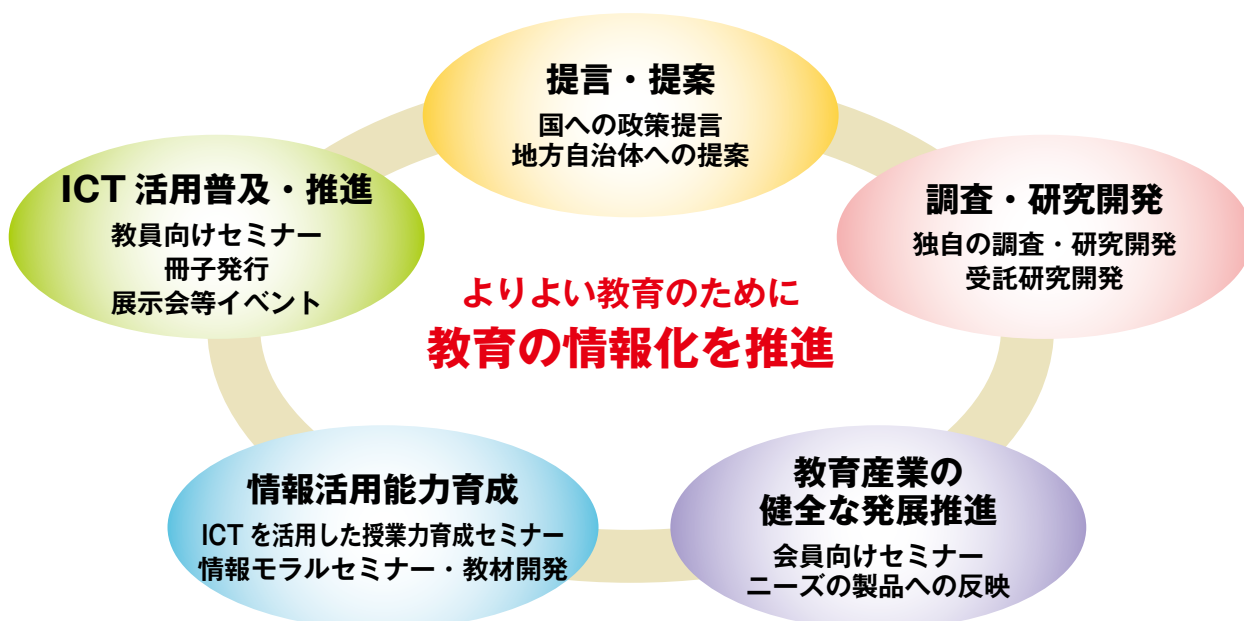 提言・提案
国への政策提言
地方自治体への提案
ICT 活用普及・推進
教員向けセミナー
冊子発行
展示会等イベント
調査・研究開発
独自の調査・研究開発
受託研究開発
よりよい教育のために
教育の情報化を推進
情報活用能力育成
ICT を活用した授業力育成セミナー
情報モラルセミナー・教材開発
教育産業の
健全な発展推進
会員向けセミナー
ニーズの製品への反映